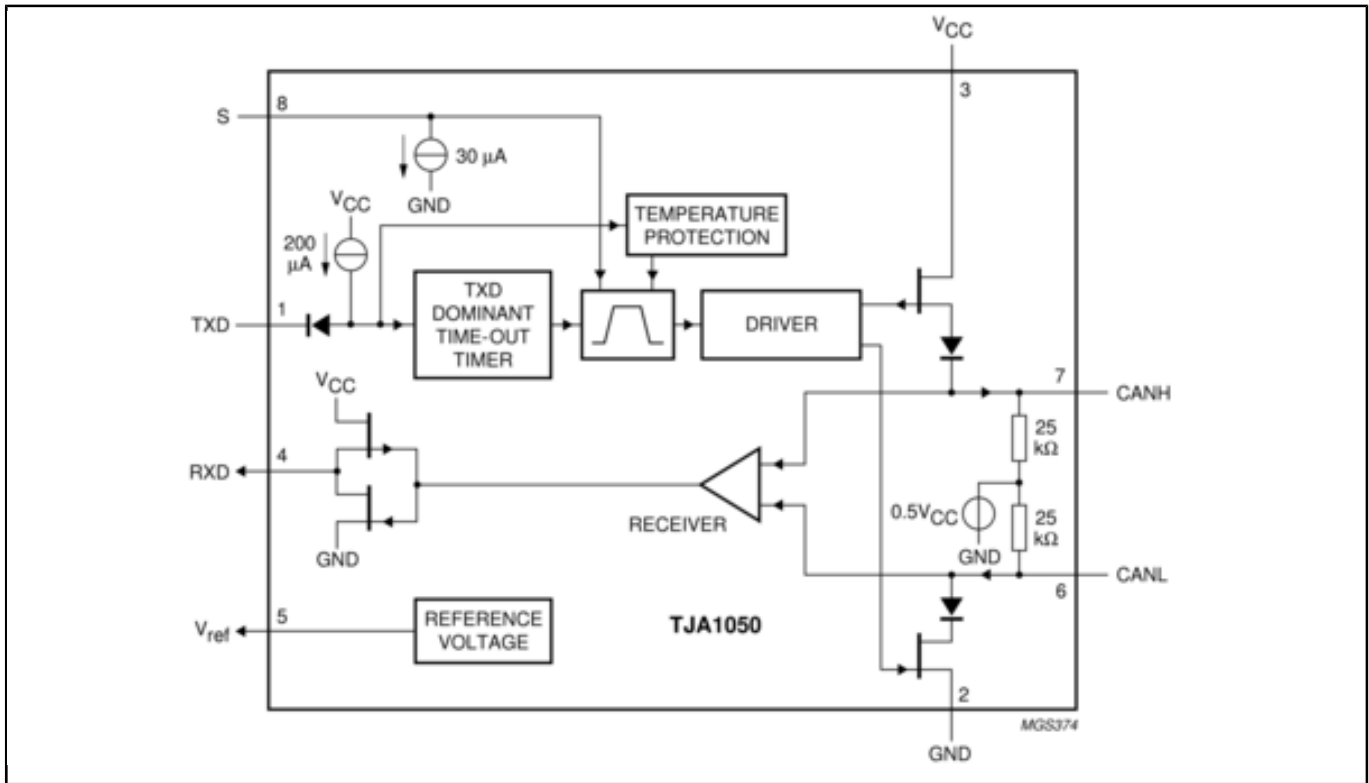 VCC
3
S
8
30 μA
GND
VCC
200
μA
TEMPERATURE
PROTECTION
TXD
1
TXD
DOMINANT
TIME-OUT
TIMER
DRIVER
VCC
7
CANH
25
kΩ
RXD
4
RECEIVER
0.5VCC
25
kΩ
GND
GND
CANL
6
Vref
5
REFERENCE
VOLTAGE
TJA1050
2
MGS374
GND